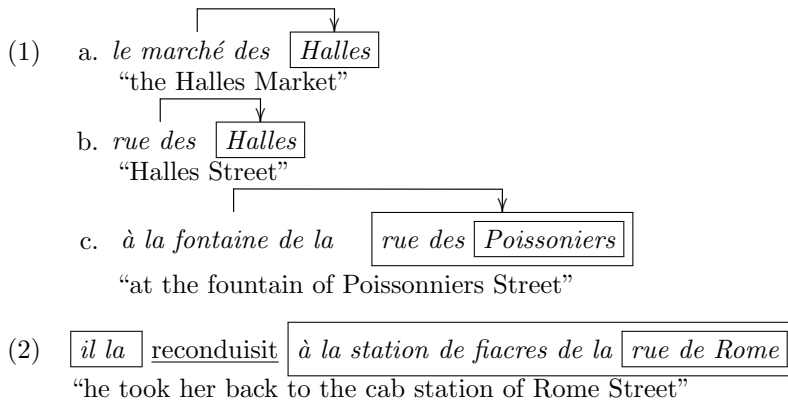 (1) a. le marché des Halles
“the Halles Market”
b. rue des Halles
“Halles Street”
c. à la fontaine de la rue des Poissoniers
“at the fountain of Poissonniers Street”
(2) il la reconduisit à la station de fiacres de la rue de Rome
“he took her back to the cab station of Rome Street”